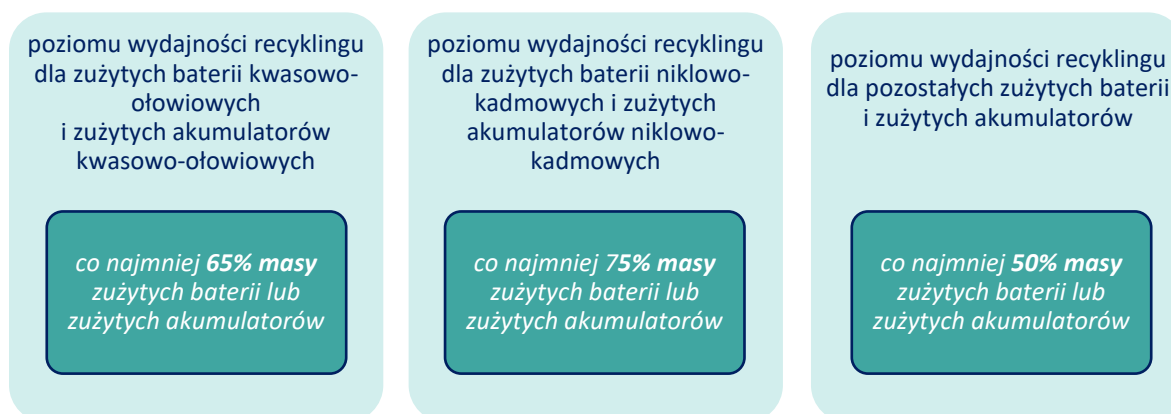 poziomu wydajności recyklingu
dla zużytych baterii kwasowo-
ołowiowych
i zużytych akumulatorów
kwasowo-ołowiowych
co najmniej 65% masy
zużytych baterii lub
zużytych akumulatorów
poziomu wydajności recyklingu
dla zużytych baterii niklowo-
kadmowych i zużytych
akumulatorów niklowo-
kadmowych
co najmniej 75% masy
zużytych baterii lub
zużytych akumulatorów
poziomu wydajności recyklingu
dla pozostałych zużytych baterii
i zużytych akumulatorów
co najmniej 50% masy
zużytych baterii lub
zużytych akumulatorów